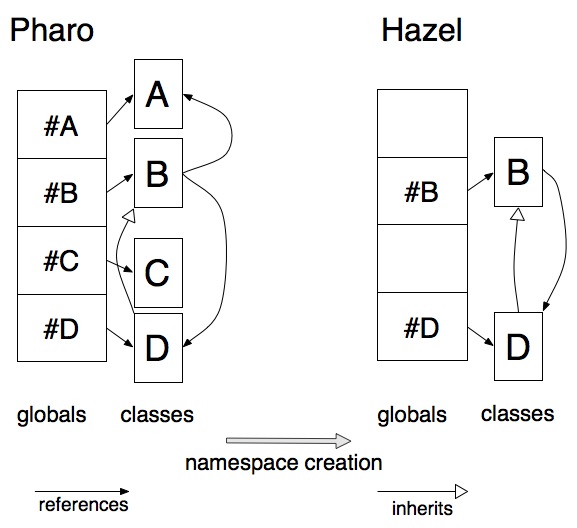 Pharo
Hazel
#A
A
#B
B
#C
C
#D
D
#B
B
#D
D
globals
classes
globals
classes
namespace creation
references
inherits